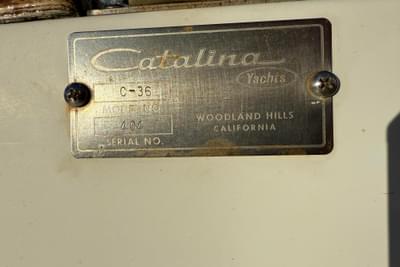 Catalina
Yachts
C-36
MODEL NO.
404
WOODLAND HILLS
CALIFORNIA
SERIAL NO.